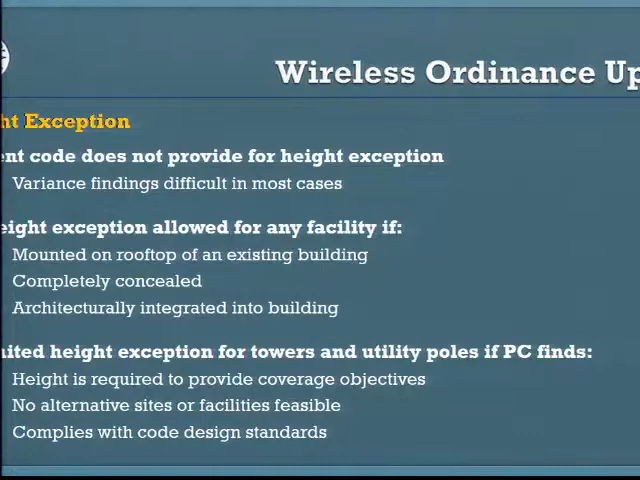 Wireless Ordinance Up
ht Exception
ent code does not provide for height exception
Variance findings difficult in most cases
eight exception allowed for any facility if:
Mounted on rooftop of an existing building
Completely concealed
Architecturally integrated into building
ited height exception for towers and utility poles if PC finds:
Height is required to provide coverage objectives
No alternative sites or facilities feasible
Complies with code design standards